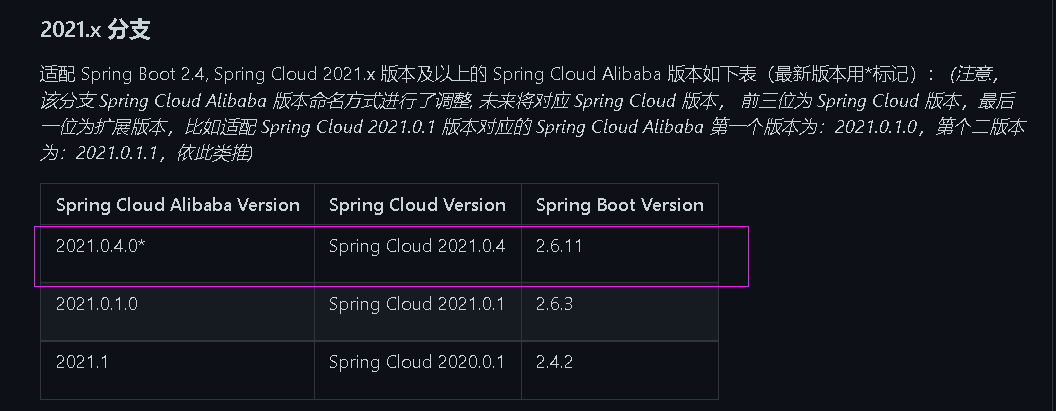 2021.x 分支
适配 Spring Boot 2.4, Spring Cloud 2021.x 版本及以上的 Spring Cloud Alibaba 版本如下表（最新版本用*标记）： (注意，
该分支 Spring Cloud Alibaba 版本命名方式进行了调整, 未来将对应 Spring Cloud 版本， 前三位为 Spring Cloud 版本，最后
一位为扩展版本，比如适配 Spring Cloud 2021.0.1 版本对应的 Spring Cloud Alibaba 第一个版本为：2021.0.1.0，第个二版本
为：2021.0.1.1，依此类推)
Spring Cloud Alibaba Version Spring Cloud Version Spring Boot Version
2021.0.4.0* Spring Cloud 2021.0.4 2.6.11
2021.0.1.0 Spring Cloud 2021.0.1 2.6.3
2021.1 Spring Cloud 2020.0.1 2.4.2